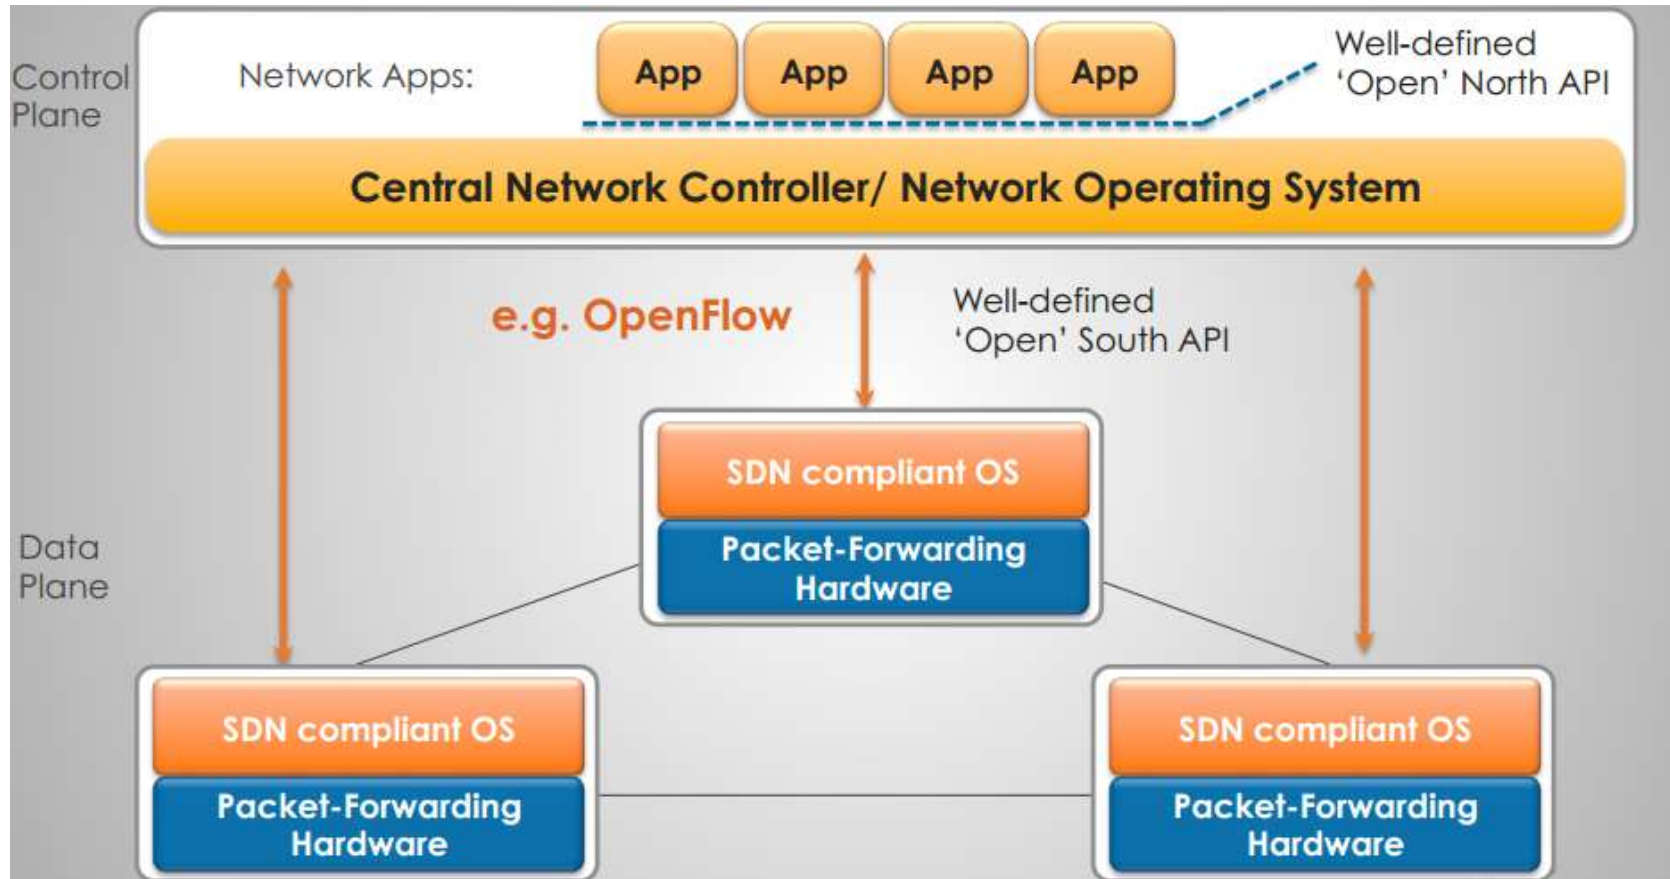 Control
Plane
Network Apps:
App
App
App
App
Well-defined
‘Open’ North API
Central Network Controller/ Network Operating System
e.g. OpenFlow
Well-defined
‘Open’ South API
SDN compliant OS
Packet-Forwarding
Hardware
Data
Plane
SDN compliant OS
Packet-Forwarding
Hardware
SDN compliant OS
Packet-Forwarding
Hardware